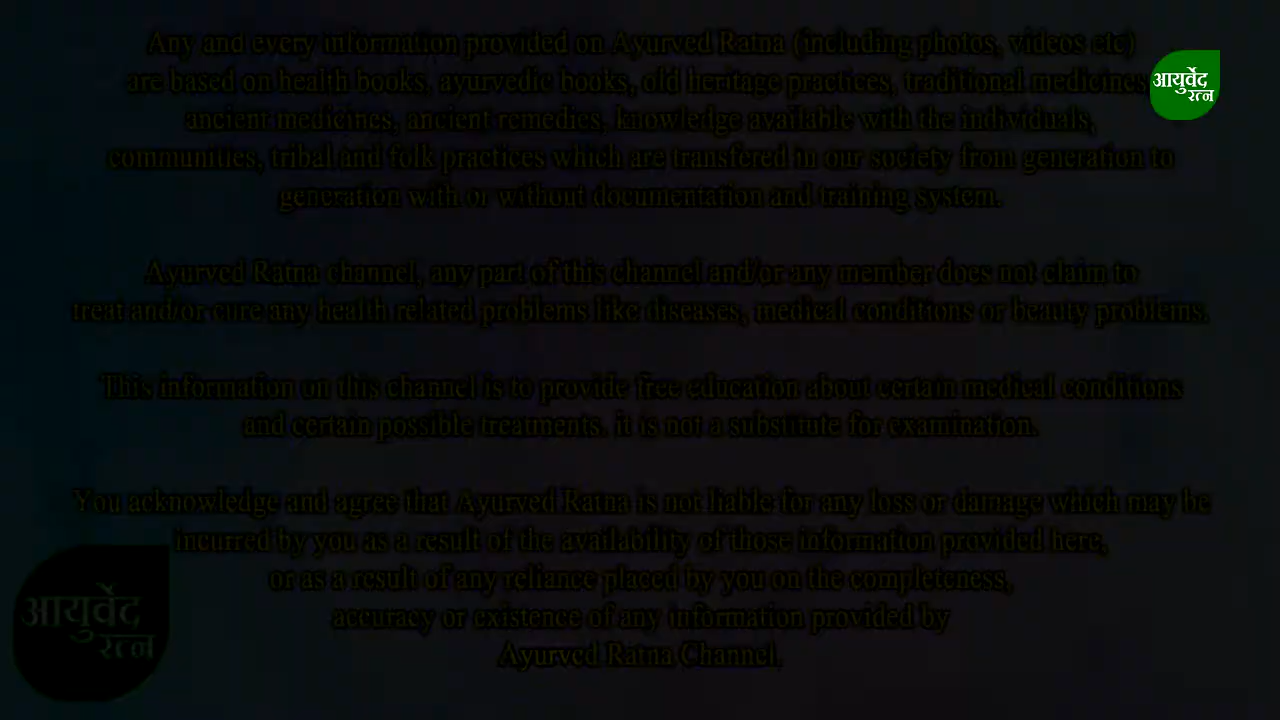 Any and every information provided on Ayurved Ratna (including photos, videos etc)
are based on health books, ayurvedic books, old heritage practices, traditional medicines,
ancient medicines, ancient remedies, knowledge available with the individuals,
communities, tribal and folk practices which are transfered in our society from generation to
generation with or without documentation and training system.
Ayurved Ratna channel, any part of this channel and/or any member does not claim to
treat and/or cure any health related problems like diseases, medical conditions or beauty problems.
This information on this channel is to provide free education about certain medical conditions
and certain possible treatments. it is not a substitute for examination.
You acknowledge and agree that Ayurved Ratna is not liable for any loss or damage which may be
incurred by you as a result of the availability of those information provided here,
or as a result of any reliance placed by you on the completeness,
accuracy or existence of any information provided by
Ayurved Ratna Channel.
आयुर्वेद
रत्न
आयुर्वेद
रत्न